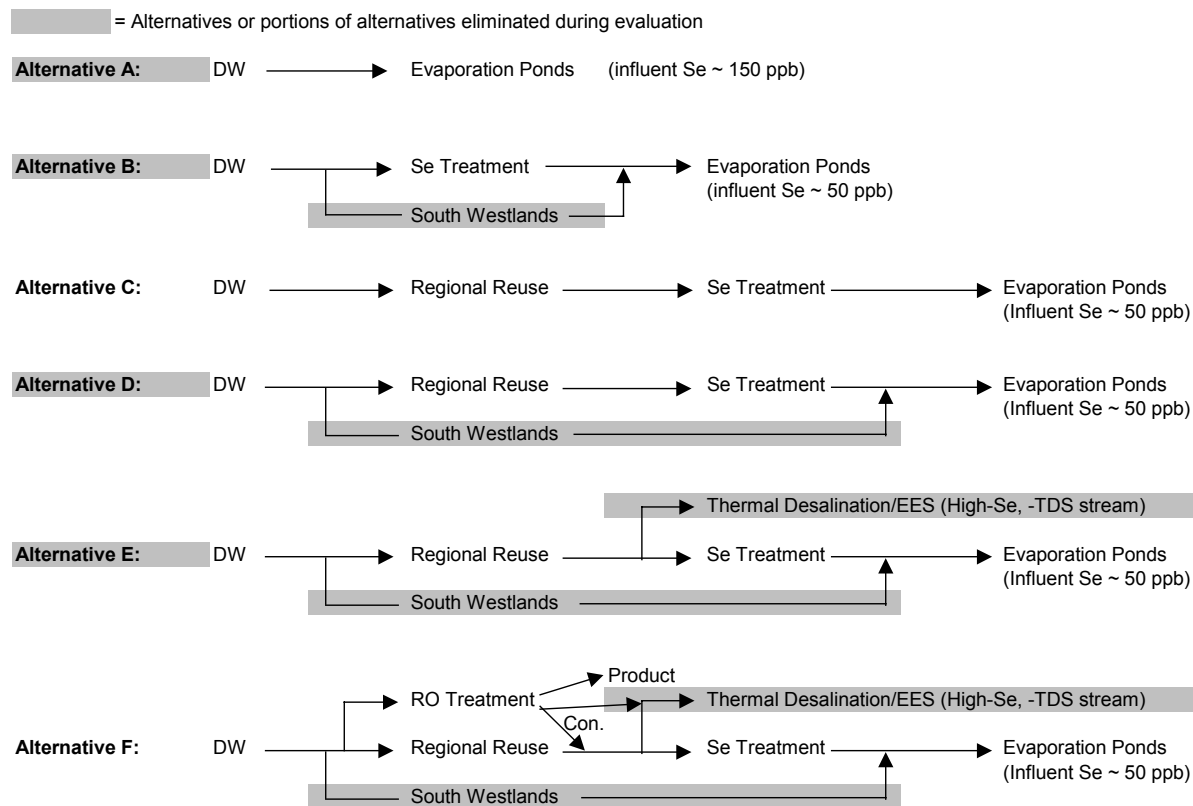 = Alternatives or portions of alternatives eliminated during evaluation
Alternative A: DW Evaporation Ponds (influent Se ~ 150 ppb)
Alternative B: DW Se Treatment Evaporation Ponds
(influent Se ~ 50 ppb)
South Westlands
Alternative C: DW Regional Reuse Se Treatment Evaporation Ponds
(Influent Se ~ 50 ppb)
Alternative D: DW Regional Reuse Se Treatment Evaporation Ponds
(Influent Se ~ 50 ppb)
South Westlands
Thermal Desalination/EES (High-Se, -TDS stream)
Alternative E: DW Regional Reuse Se Treatment Evaporation Ponds
(Influent Se ~ 50 ppb)
South Westlands
Product
RO Treatment Thermal Desalination/EES (High-Se, -TDS stream)
Con.
Alternative F: DW Regional Reuse Se Treatment Evaporation Ponds
(Influent Se ~ 50 ppb)
South Westlands